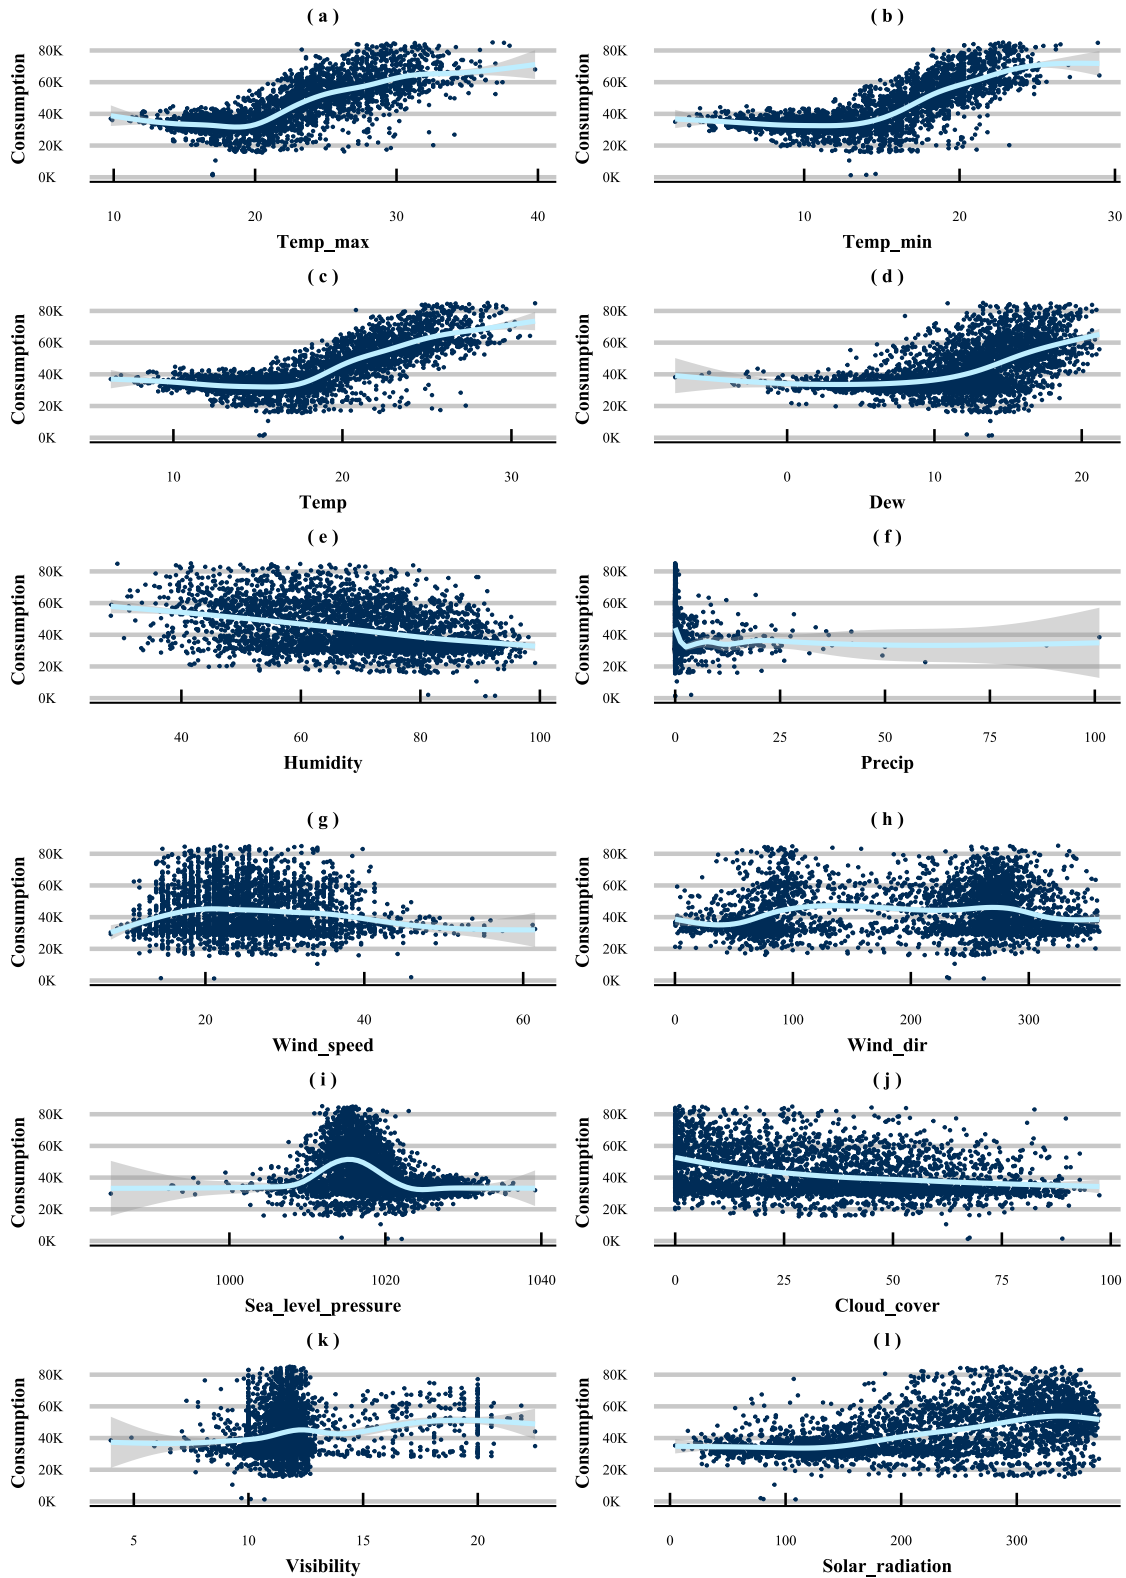 ( a )
80K
60K
40K
20K
0K
Consumption
10 20 30 40
Temp_max
( b )
80K
60K
40K
20K
0K
Consumption
10 20 30
Temp_min
( c )
80K
60K
40K
20K
0K
Consumption
10 20 30
Temp
( d )
80K
60K
40K
20K
0K
Consumption
0 10 20
Dew
( e )
80K
60K
40K
20K
0K
Consumption
40 60 80 100
Humidity
( f )
80K
60K
40K
20K
0K
Consumption
0 25 50 75 100
Precip
( g )
80K
60K
40K
20K
0K
Consumption
20 40 60
Wind_speed
( h )
80K
60K
40K
20K
0K
Consumption
0 100 200 300
Wind_dir
( i )
80K
60K
40K
20K
0K
Consumption
1000 1020 1040
Sea_level_pressure
( j )
80K
60K
40K
20K
0K
Consumption
0 25 50 75 100
Cloud_cover
( k )
80K
60K
40K
20K
0K
Consumption
5 10 15 20
Visibility
( l )
80K
60K
40K
20K
0K
Consumption
0 100 200 300
Solar_radiation